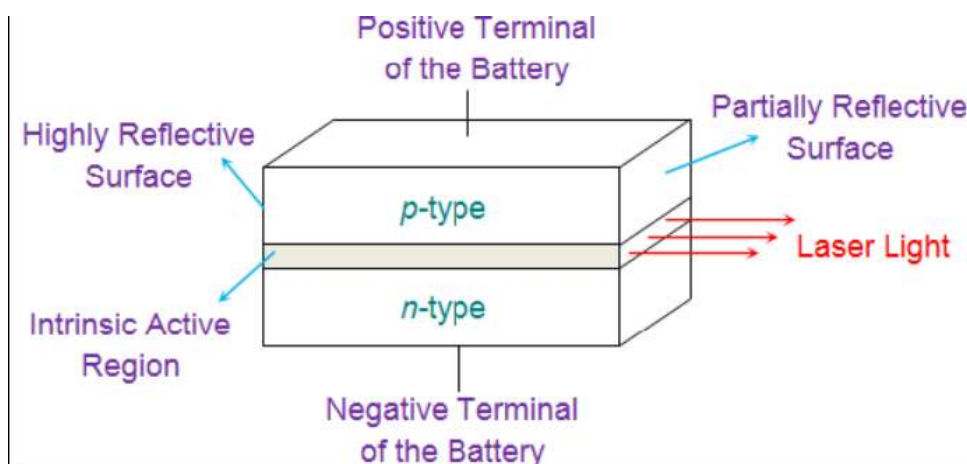 Positive Terminal
of the Battery
Highly Reflective
Surface
Partially Reflective
Surface
p-type
Laser Light
n-type
Intrinsic Active
Region
Negative Terminal
of the Battery